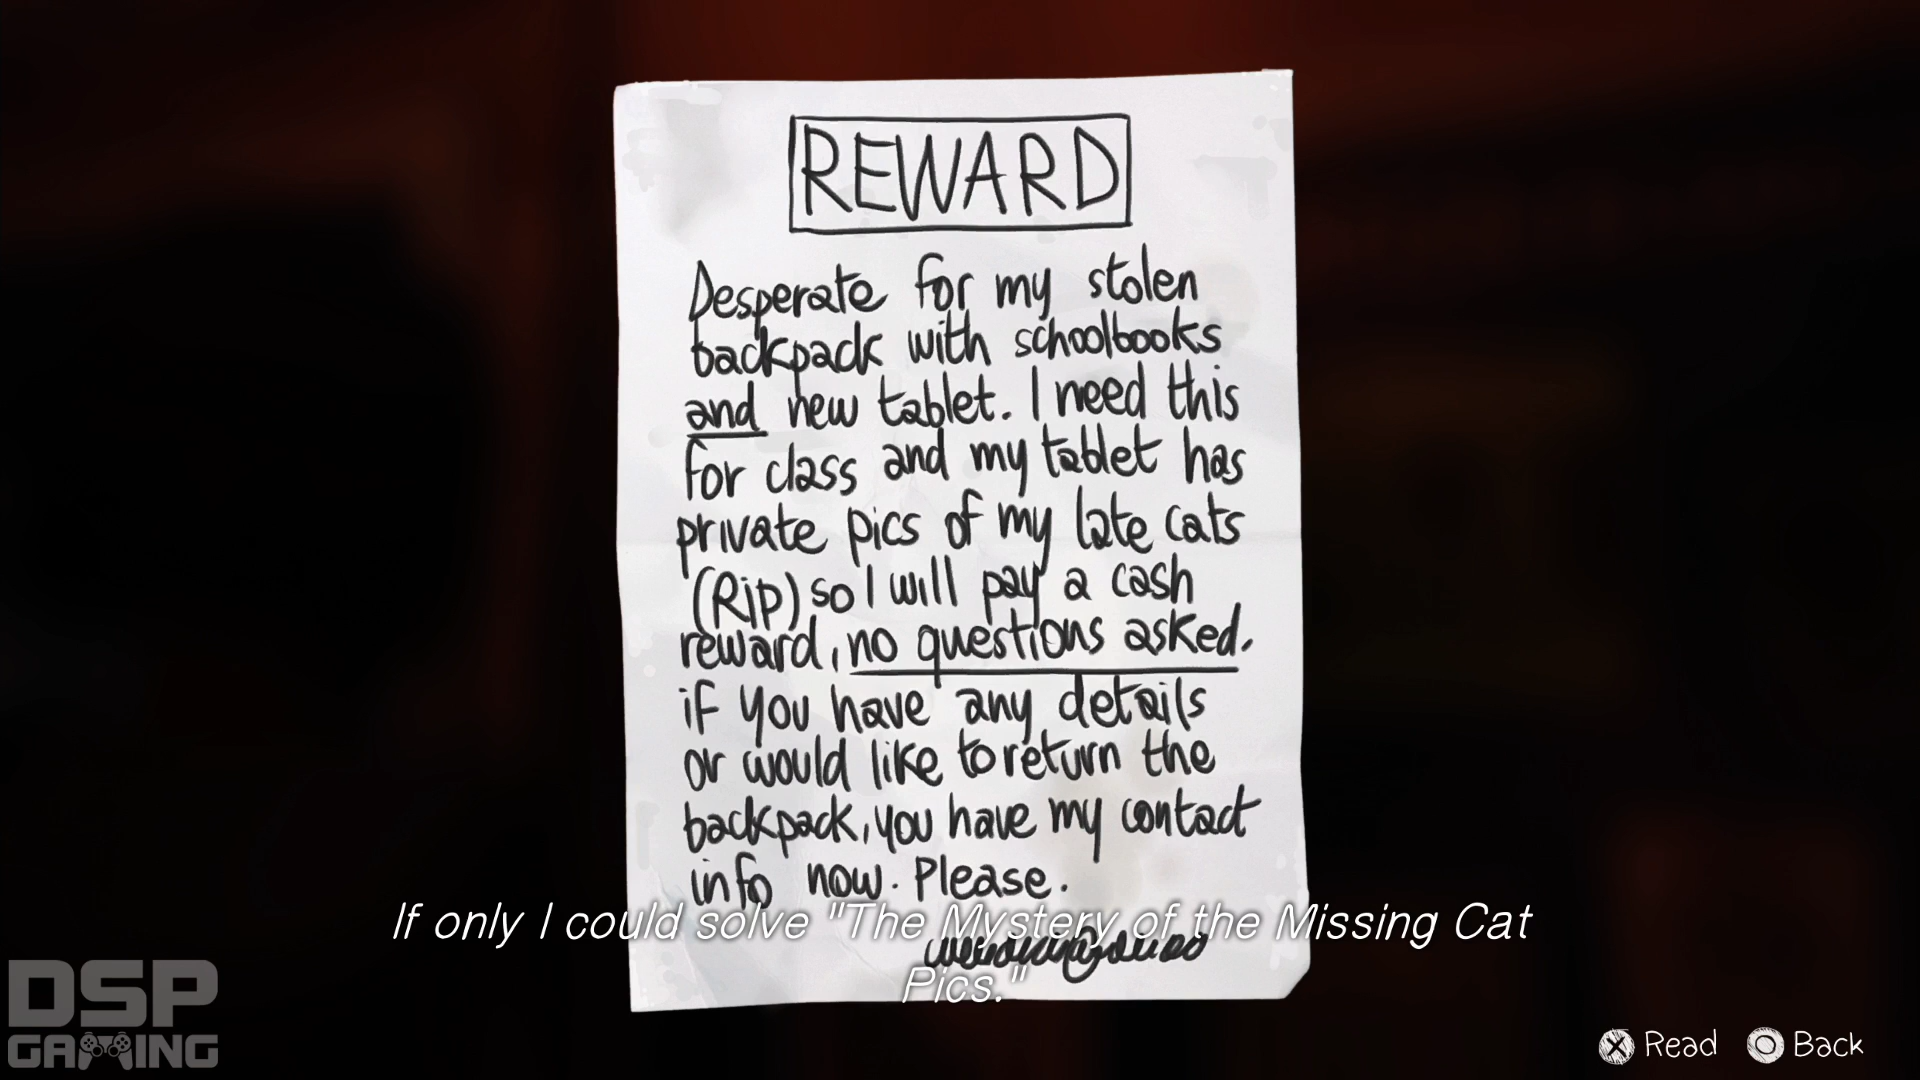 REWARD
Desperate for my stolen
backpack with schoolbooks
and new tablet. I need this
for class and my tablet has
private pics of my late cats
(Rip) so I will pay a cash
reward, no questions asked.
if you have any details
or would like to return the
backpack, you have my contact
info now. Please.
If only I could solve "The Mystery of the Missing Cat
Pics."
DSP
GAMING
Read
Back